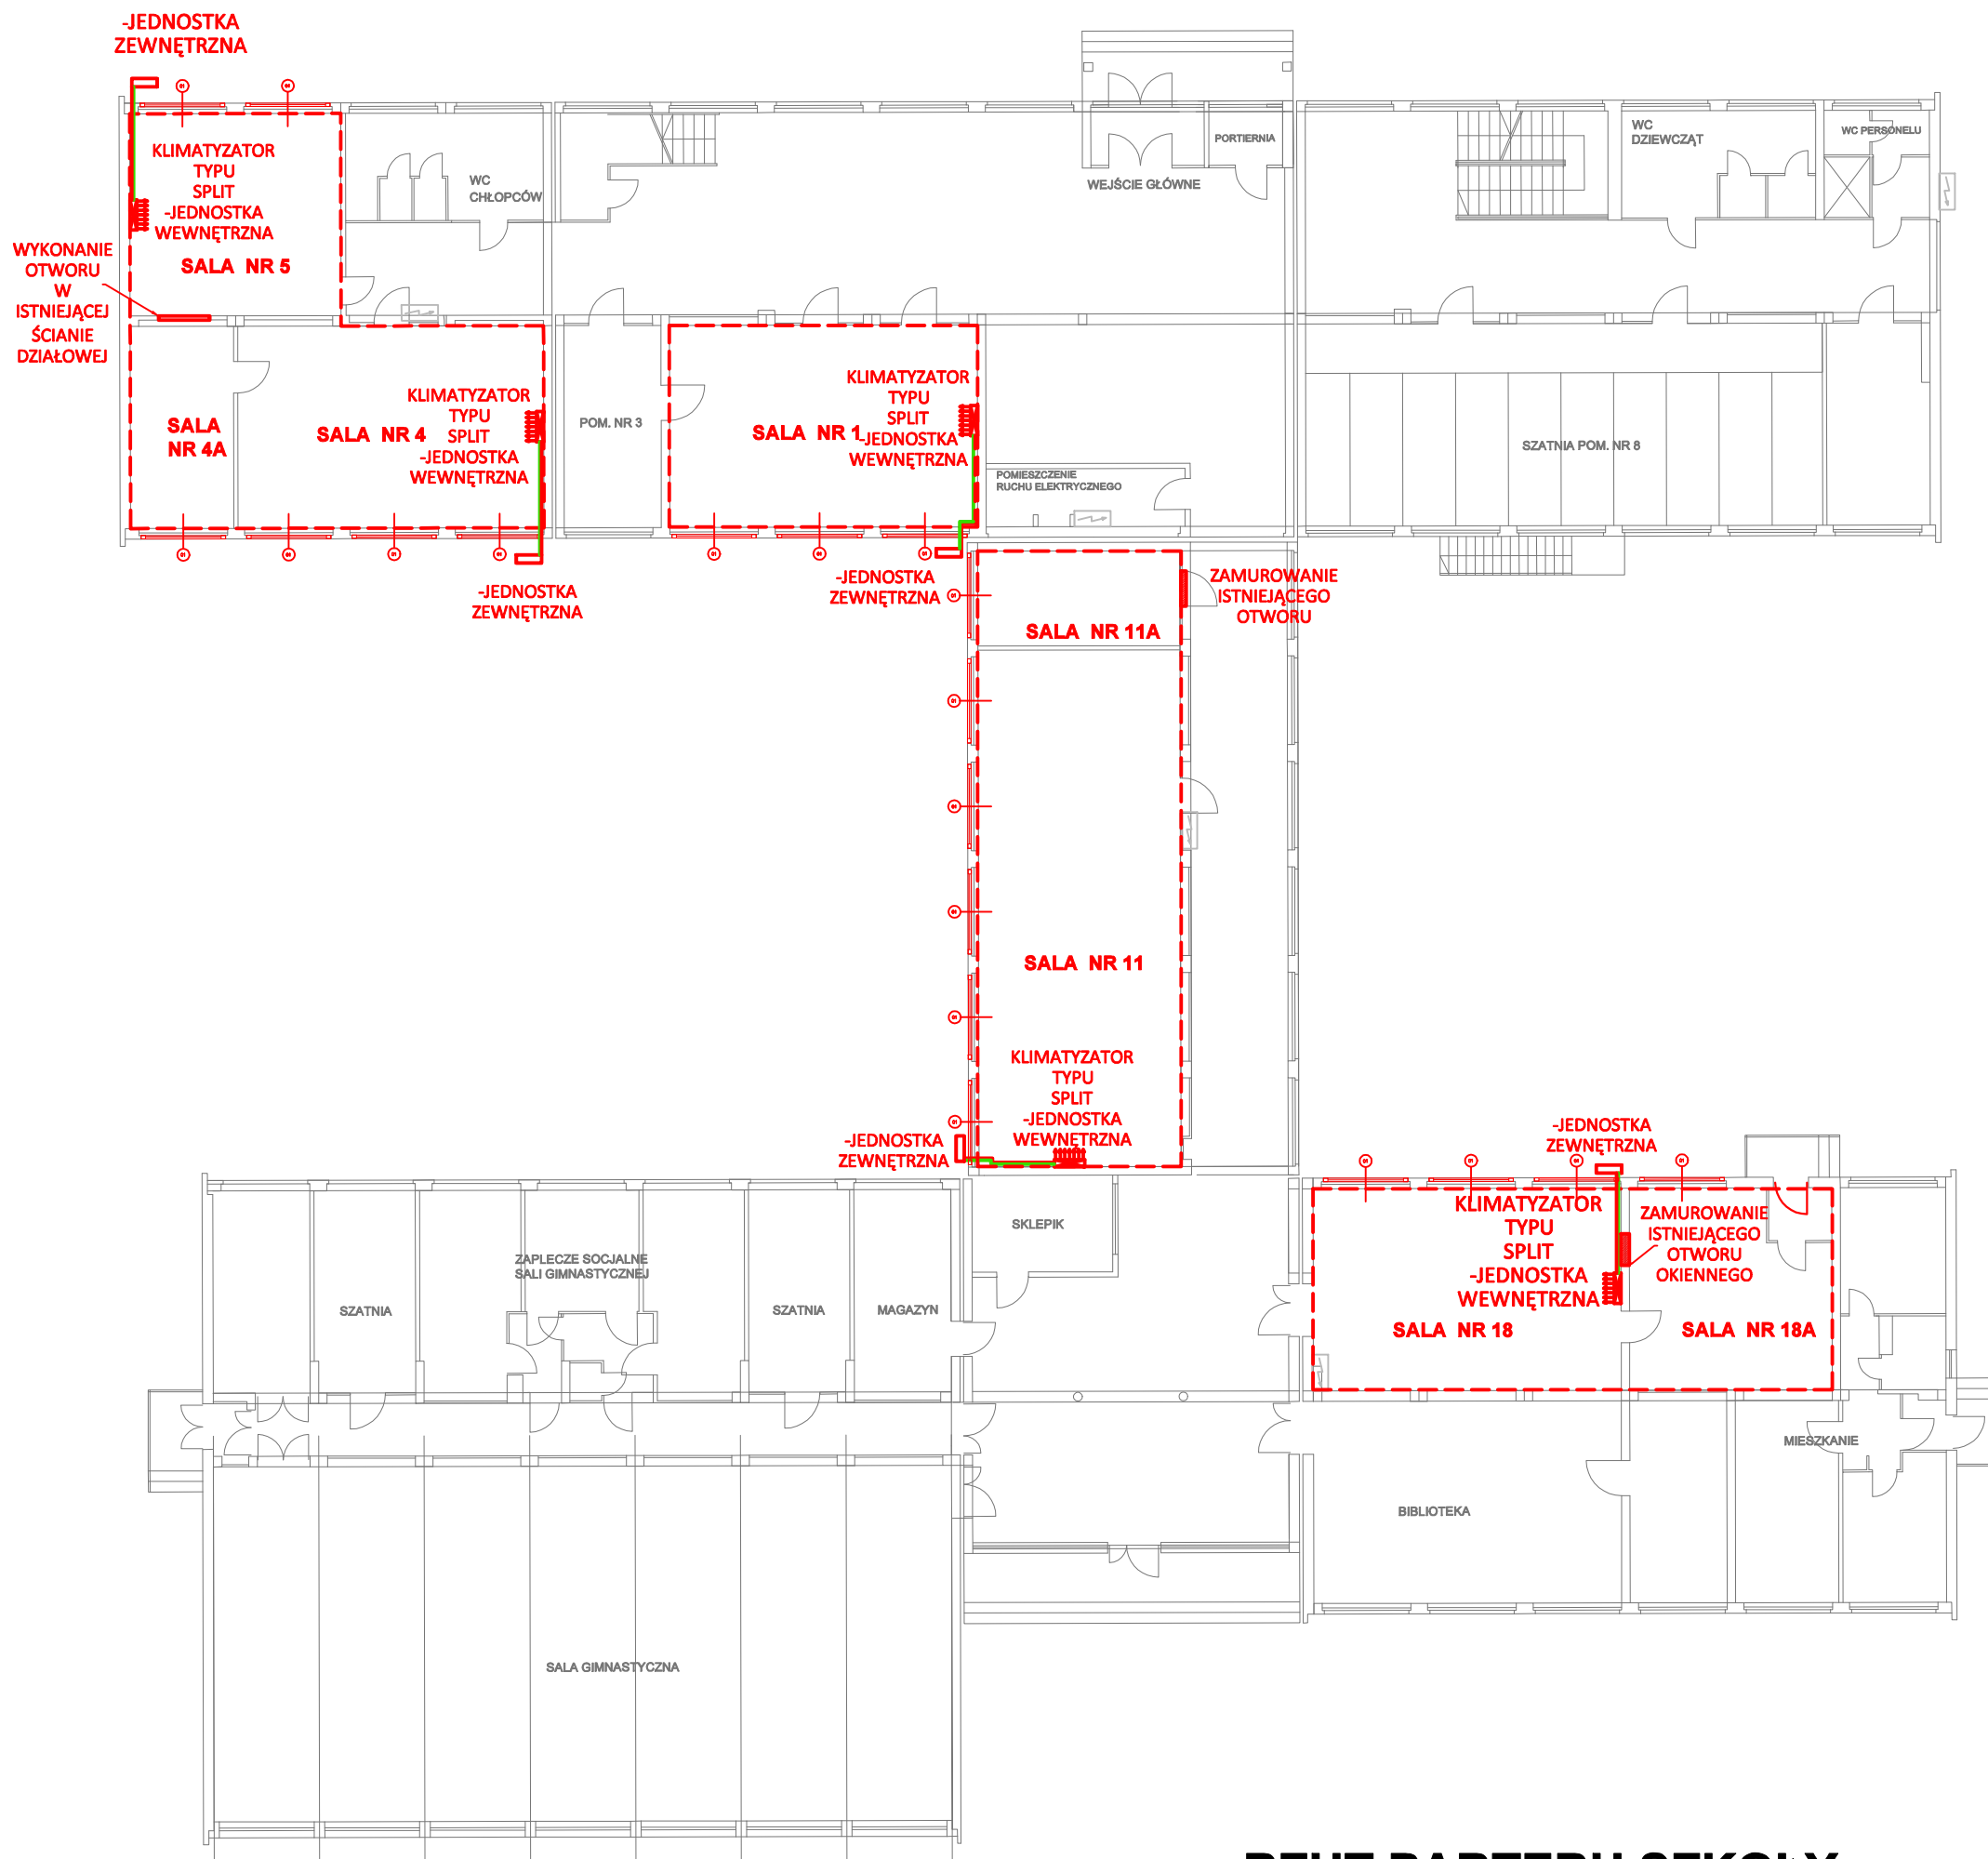 -JEDNOSTKA
ZEWNĘTRZNA
KLIMATYZATOR
TYPU
SPLIT
-JEDNOSTKA
WEWNĘTRZNA
SALA NR 5
WYKONANIE
OTWORU
W
ISTNIEJĄCEJ
ŚCIANIE
DZIAŁOWEJ
WC
CHŁOPCÓW
WEJŚCIE GŁÓWNE
PORTIERNIA
WC
DZIEWCZĄT
WC PERSONELU
SALA
NR 4A
SALA NR 4
KLIMATYZATOR
TYPU
SPLIT
-JEDNOSTKA
WEWNĘTRZNA
-JEDNOSTKA
ZEWNĘTRZNA
POM. NR 3
SALA NR 1
KLIMATYZATOR
TYPU
SPLIT
-JEDNOSTKA
WEWNĘTRZNA
-JEDNOSTKA
ZEWNĘTRZNA
POMIESZCZENIE
RUCHU ELEKTRYCZNEGO
SZATNIA POM. NR 8
ZAMUROWANIE
ISTNIEJĄCEGO
OTWORU
SALA NR 11A
SALA NR 11
KLIMATYZATOR
TYPU
SPLIT
-JEDNOSTKA
WEWNĘTRZNA
-JEDNOSTKA
ZEWNĘTRZNA
-JEDNOSTKA
ZEWNĘTRZNA
KLIMATYZATOR
TYPU
SPLIT
-JEDNOSTKA
WEWNĘTRZNA
SALA NR 18
ZAMUROWANIE
ISTNIEJĄCEGO
OTWORU
OKIENNEGO
SALA NR 18A
SKLEPIK
ZAPLECZE SOCJALNE
SALI GIMNASTYCZNEJ
SZATNIA
SZATNIA
MAGAZYN
MIESZKANIE
BIBLIOTEKA
SALA GIMNASTYCZNA
RZUT PARTERU SZKOŁY